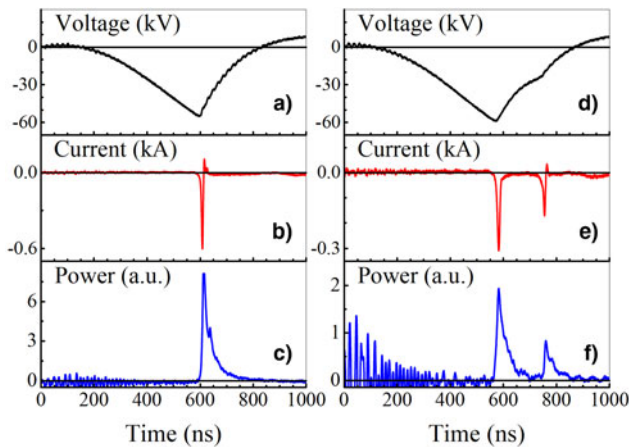 Voltage (kV)
0
-30
-60
a)
Current (kA)
0.0
-0.6
b)
Power (a.u.)
6
3
0
c)
0 200 400 600 800 1000
Time (ns)
Voltage (kV)
0
-30
-60
d)
Current (kA)
0.0
-0.3
e)
Power (a.u.)
2
1
0
f)
0 200 400 600 800 1000
Time (ns)